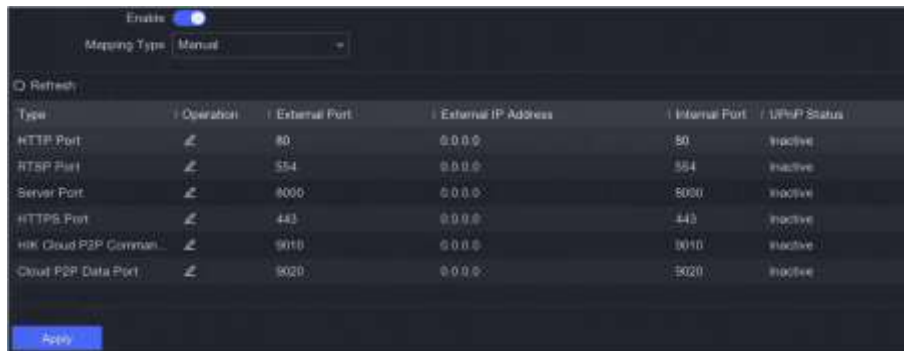 Enable
Mapping Type Manual
Refresh
Type Operation External Port External IP Address Internal Port UPnP Status
HTTP Port 80 0.0.0.0 80 Inactive
RTSP Port 554 0.0.0.0 554 Inactive
Server Port 8000 0.0.0.0 8000 Inactive
HTTPS Port 443 0.0.0.0 443 Inactive
HIK Cloud P2P Comman... 9010 0.0.0.0 9010 Inactive
Cloud P2P Data Port 9020 0.0.0.0 9020 Inactive
Apply